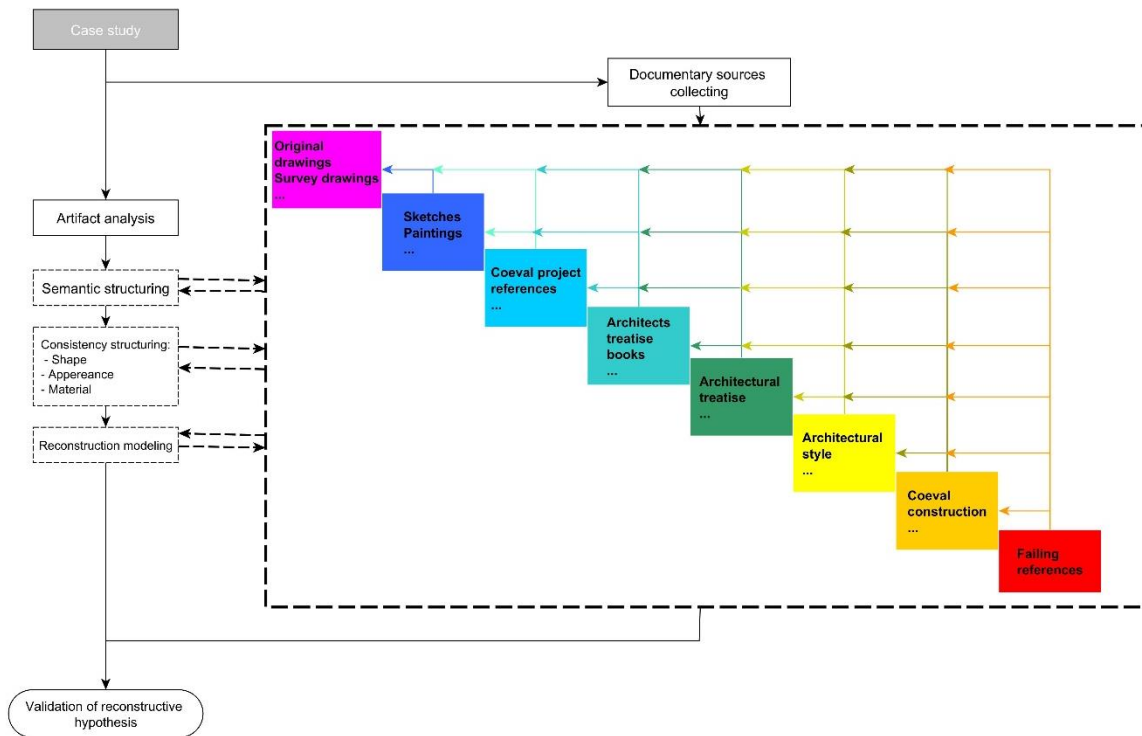 Case study
Documentary sources
collecting
Original
drawings
Survey drawings
...
Sketches
Paintings
...
Coeval project
references
...
Architects
treatise
books
...
Architectural
treatise
...
Architectural
style
...
Coeval
construction
...
Failing
references
Artifact analysis
Semantic structuring
Consistency structuring:
- Shape
- Appereance
- Material
Reconstruction modeling
Validation of reconstructive
hypothesis